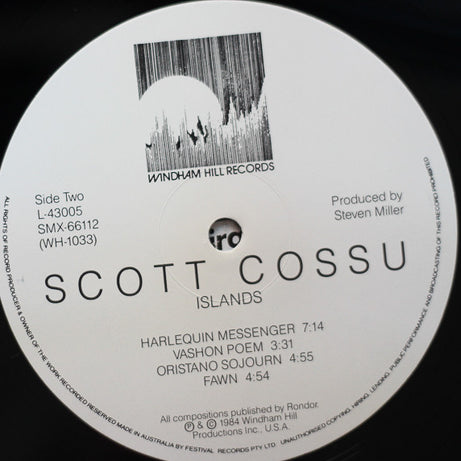 WINDHAM HILL RECORDS
Side Two
L-43005
SMX-66112
(WH-1033)
Produced by
Steven Miller
SCOTT COSSU
ISLANDS
HARLEQUIN MESSENGER 7:14
VASHON POEM 3:31
ORISTANO SOJOURN 4:55
FAWN 4:54
All compositions published by Rondor.
Ⓟ & © 1984 Windham Hill
Productions Inc., U.S.A.
ALL RIGHTS OF RECORD PRODUCER & OWNER OF THE WORK RECORDED RESERVED MADE IN AUSTRALIA BY FESTIVAL RECORDS PTY LTD UNAUTHORISED COPYING, HIRING, LENDING, PUBLIC PERFORMANCE AND BROADCASTING OF THIS RECORD PROHIBITED.